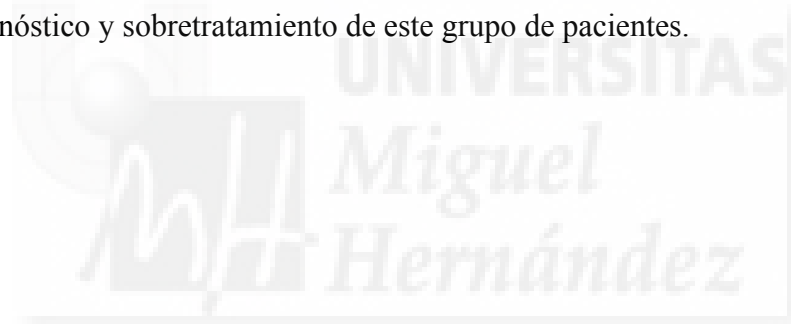 nóstico y sobretratamiento de este grupo de pacientes.
UNIVERSITAS
Miguel
Hernández